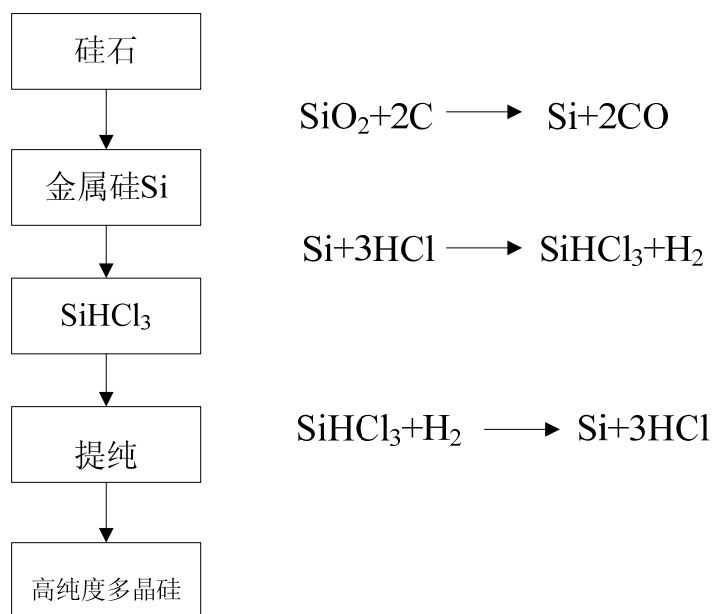 硅石
SiO₂+2C → Si+2CO
金属硅Si
Si+3HCl → SiHCl₃+H₂
SiHCl₃
SiHCl₃+H₂ → Si+3HCl
提纯
高纯度多晶硅